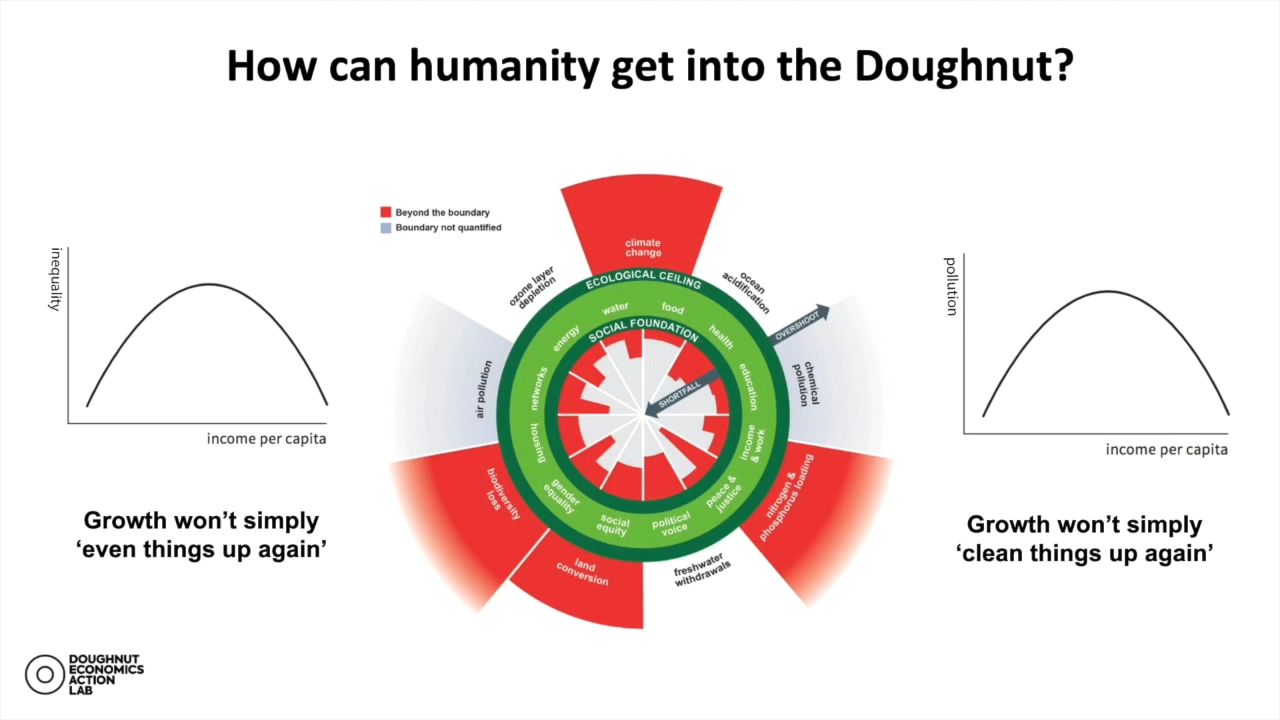 How can humanity get into the Doughnut?
Beyond the boundary
Boundary not quantified
inequality
income per capita
Growth won’t simply
‘even things up again’
climate
change
ozone layer
depletion
ocean
acidification
ECOLOGICAL CEILING
OVERSHOOT
water
food
SOCIAL FOUNDATION
energy
health
networks
education
SHORTFALL
air pollution
chemical
pollution
housing
income
& work
gender
equality
peace &
justice
social
equity
political
voice
biodiversity
loss
nitrogen &
phosphorus loading
land
conversion
freshwater
withdrawals
pollution
income per capita
Growth won’t simply
‘clean things up again’
DOUGHNUT
ECONOMICS
ACTION
LAB